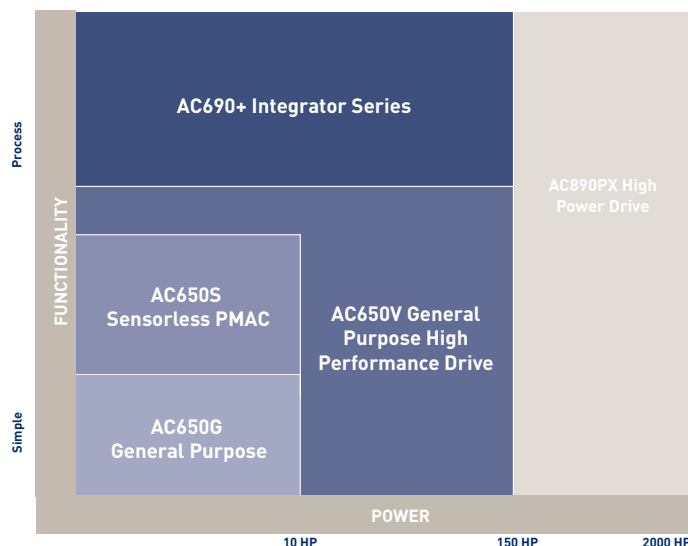 Process
Simple
FUNCTIONALITY
AC690+ Integrator Series
AC890PX High
Power Drive
AC650S
Sensorless PMAC
AC650V General
Purpose High
Performance Drive
AC650G
General Purpose
POWER
10 HP
150 HP
2000 HP